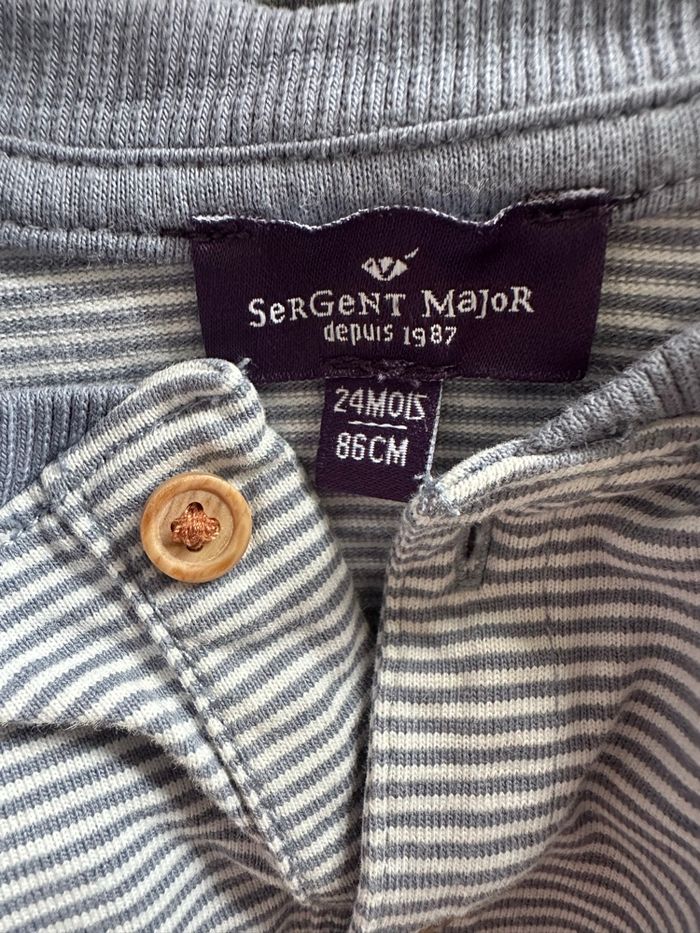 SerGeNT MaJoR
depuis 1987
24MOIS
86CM